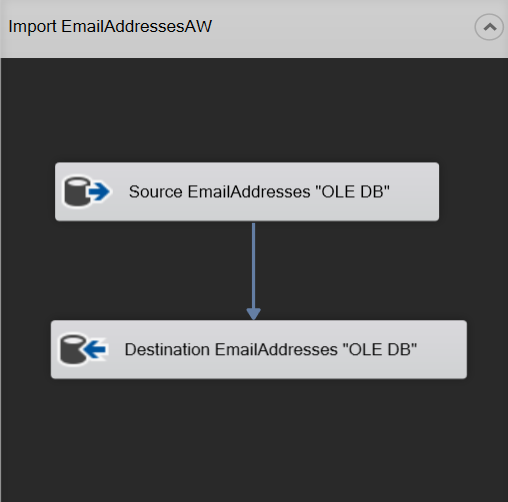 Import EmailAddressesAW
Source EmailAddresses "OLE DB"
Destination EmailAddresses "OLE DB"